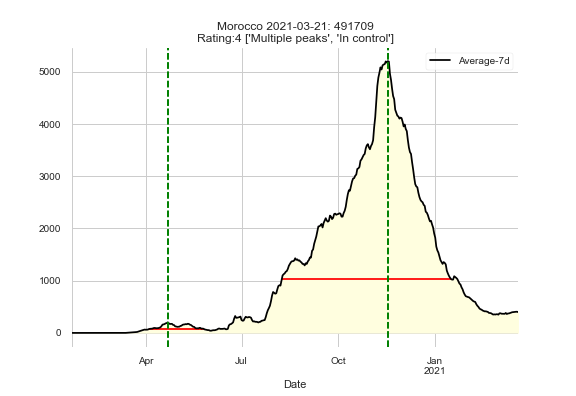 Morocco 2021-03-21: 491709
Rating:4 ['Multiple peaks', 'In control']
Average-7d
5000
4000
3000
2000
1000
0
Apr
Jul
Oct
Jan
2021
Date